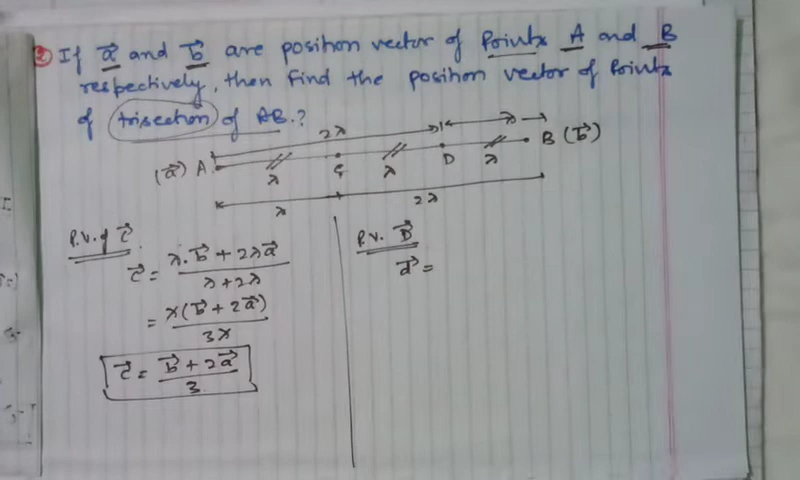 2) If a⃗ and b⃗ are position vector of Points A and B
respectively, then find the position vector of Points
of trisection of AB.?
2λ λ
(a⃗) A λ C λ D λ B (b⃗)
λ 2λ
P.V. of c⃗
c⃗ = λ.b⃗ + 2λa⃗ / λ+2λ
= λ(b⃗ + 2a⃗) / 3λ
c⃗ = b⃗ + 2a⃗ / 3
P.V. D⃗
d⃗ =